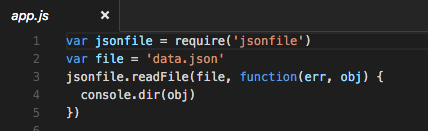 app.js ×
1 var jsonfile = require('jsonfile')
2 var file = 'data.json'
3 jsonfile.readFile(file, function(err, obj) {
4   console.dir(obj)
5 })